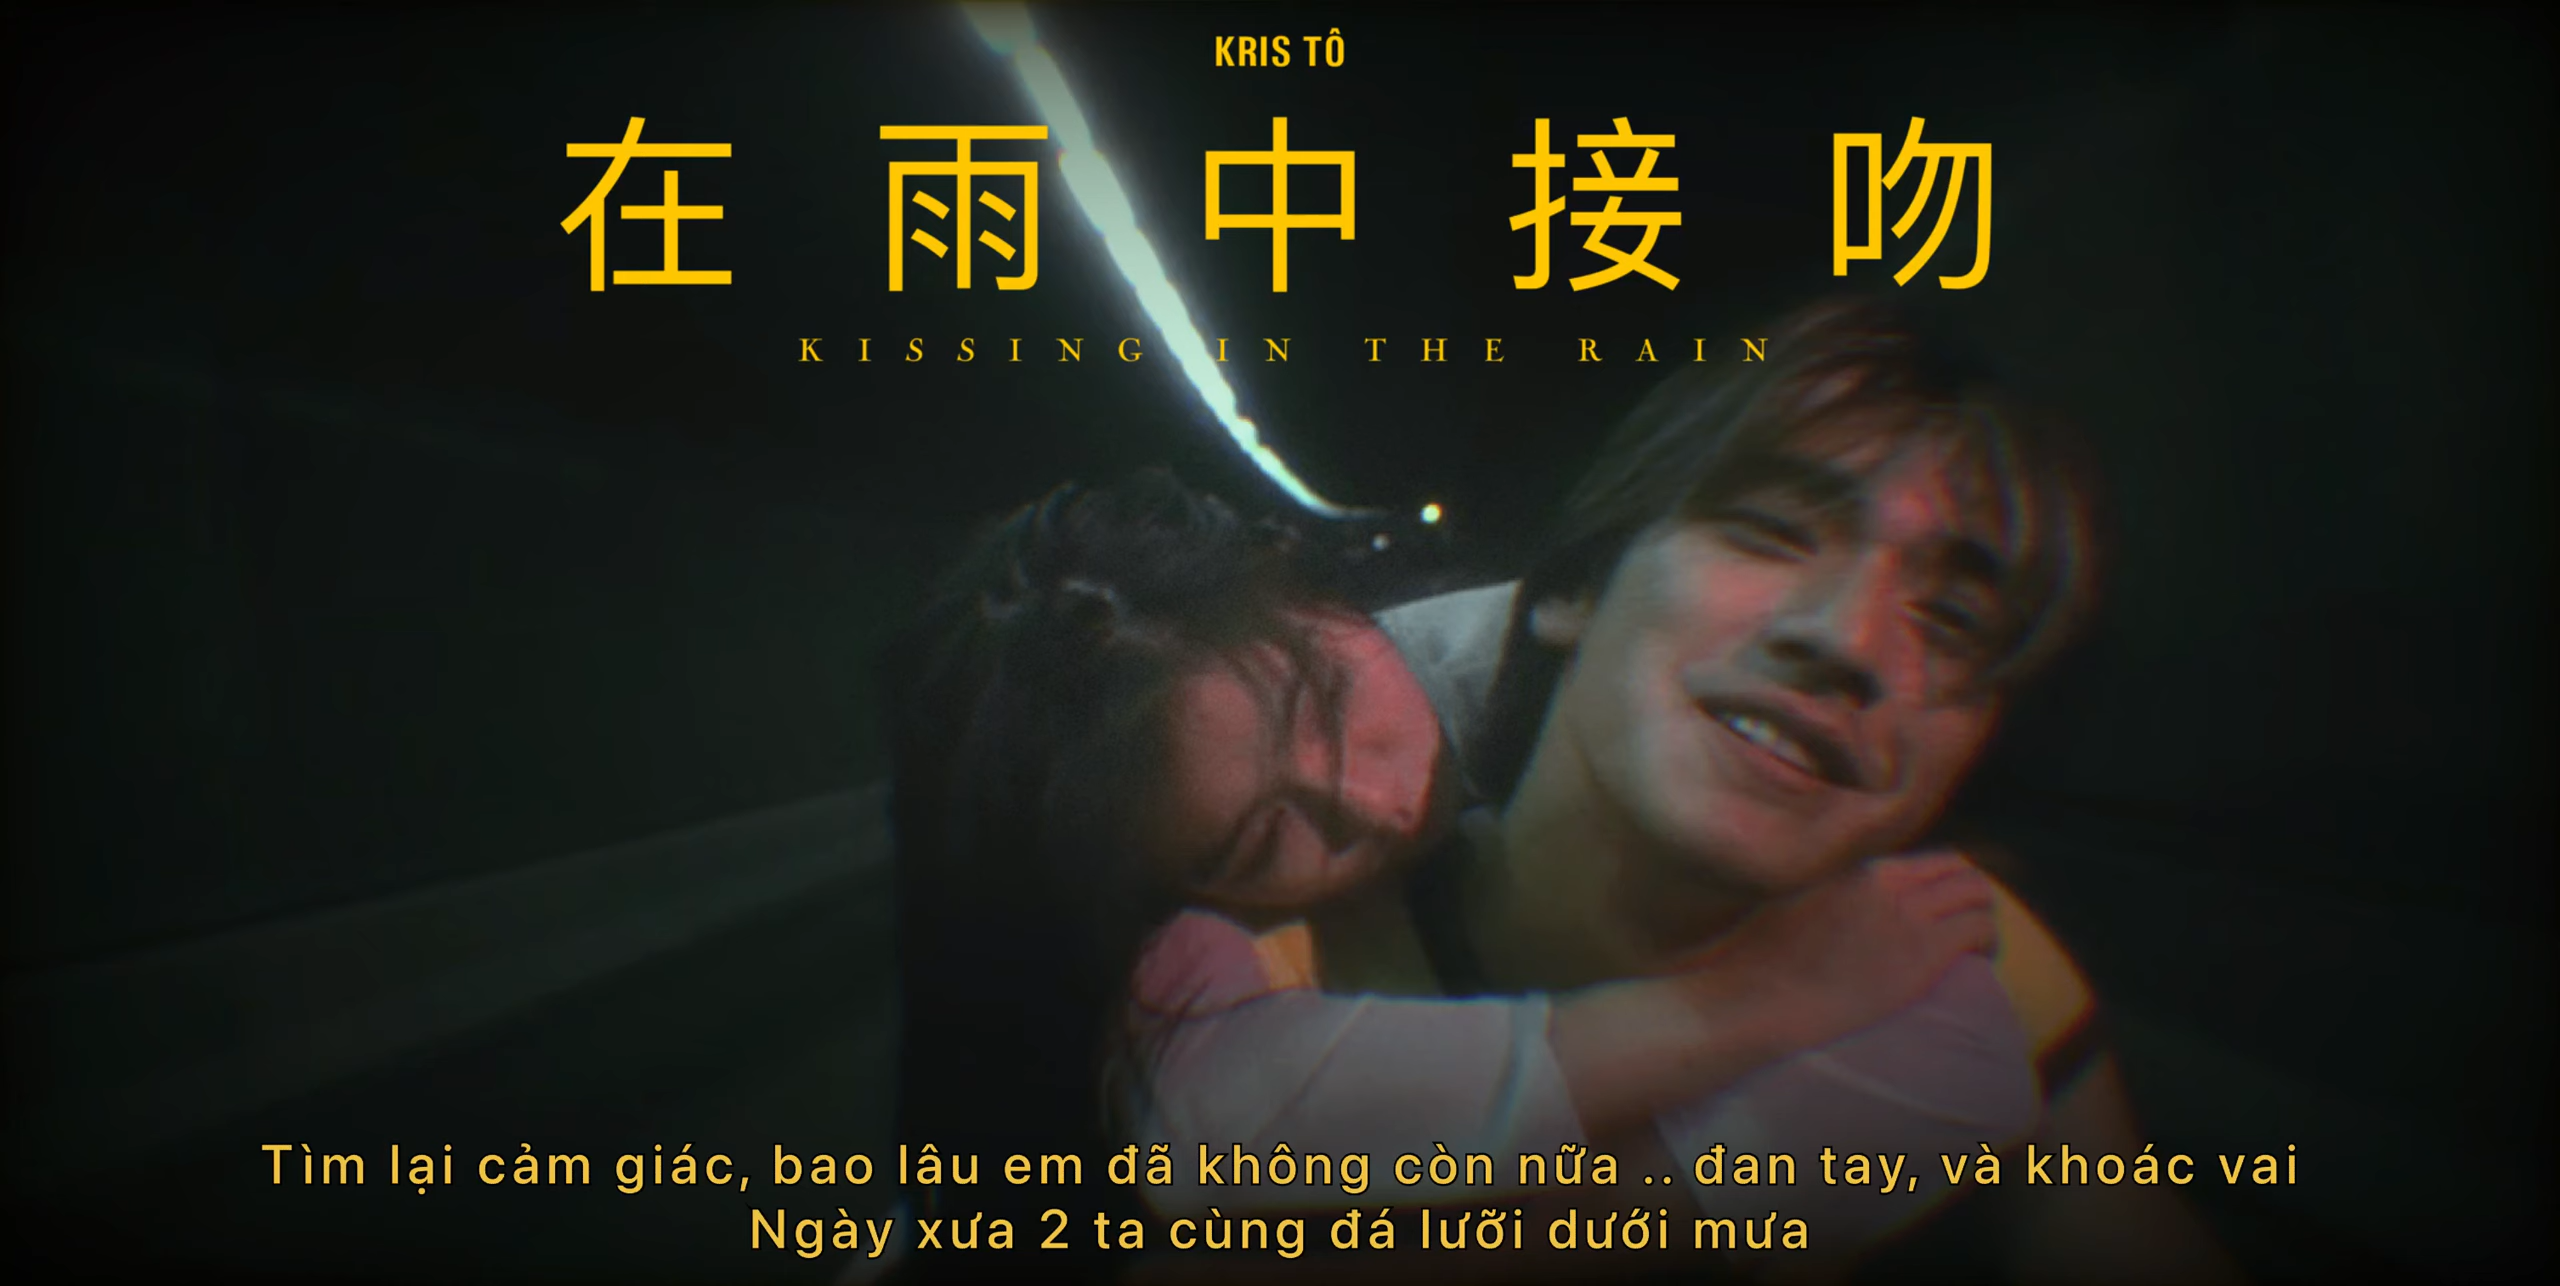 KRIS TÔ
在雨中接吻
KISSING IN THE RAIN
Tìm lại cảm giác, bao lâu em đã không còn nữa .. đan tay, và khoác vai
Ngày xưa 2 ta cùng đá lưỡi dưới mưa